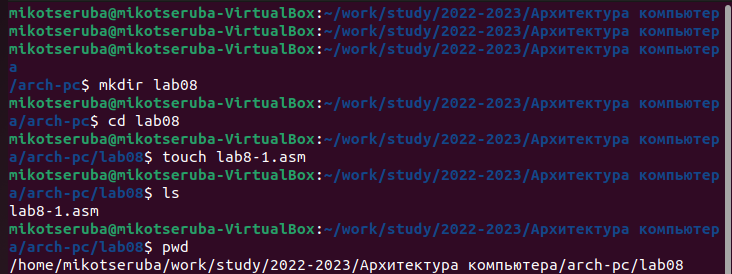 mikotseruba@mikotseruba-VirtualBox:~/work/study/2022-2023/Архитектура компьютер
mikotseruba@mikotseruba-VirtualBox:~/work/study/2022-2023/Архитектура компьютер
mikotseruba@mikotseruba-VirtualBox:~/work/study/2022-2023/Архитектура компьютер
а
/arch-pc$ mkdir lab08
mikotseruba@mikotseruba-VirtualBox:~/work/study/2022-2023/Архитектура компьютер
а/arch-pc$ cd lab08
mikotseruba@mikotseruba-VirtualBox:~/work/study/2022-2023/Архитектура компьютер
а/arch-pc/lab08$ touch lab8-1.asm
mikotseruba@mikotseruba-VirtualBox:~/work/study/2022-2023/Архитектура компьютер
а/arch-pc/lab08$ ls
lab8-1.asm
mikotseruba@mikotseruba-VirtualBox:~/work/study/2022-2023/Архитектура компьютер
а/arch-pc/lab08$ pwd
/home/mikotseruba/work/study/2022-2023/Архитектура компьютера/arch-pc/lab08